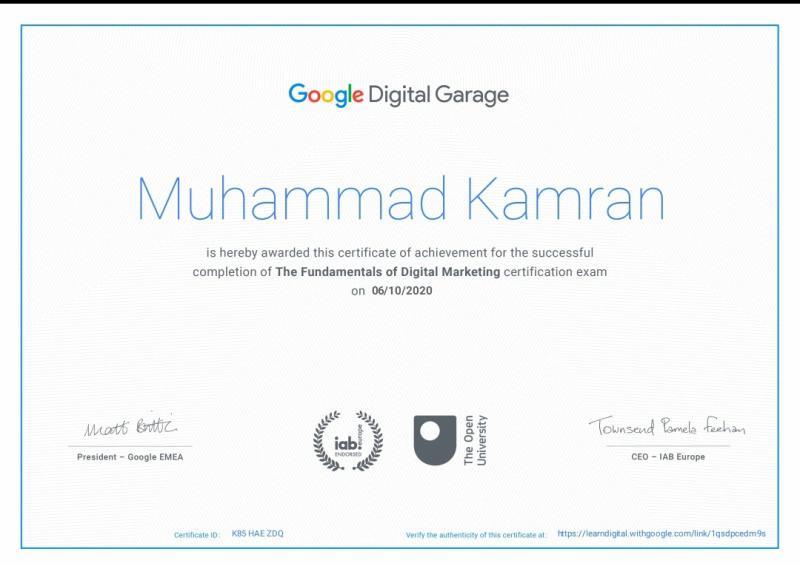 Google Digital Garage
Muhammad Kamran
is hereby awarded this certificate of achievement for the successful
completion of The Fundamentals of Digital Marketing certification exam
on 06/10/2020
Matt Brittin
President – Google EMEA
iab europe
ENDORSED
The Open
University
Townsend Pamela Feehan
CEO – IAB Europe
Certificate ID: K85 HAE ZDQ
Verify the authenticity of this certificate at: https://learndigital.withgoogle.com/link/1qsdpcedm9s